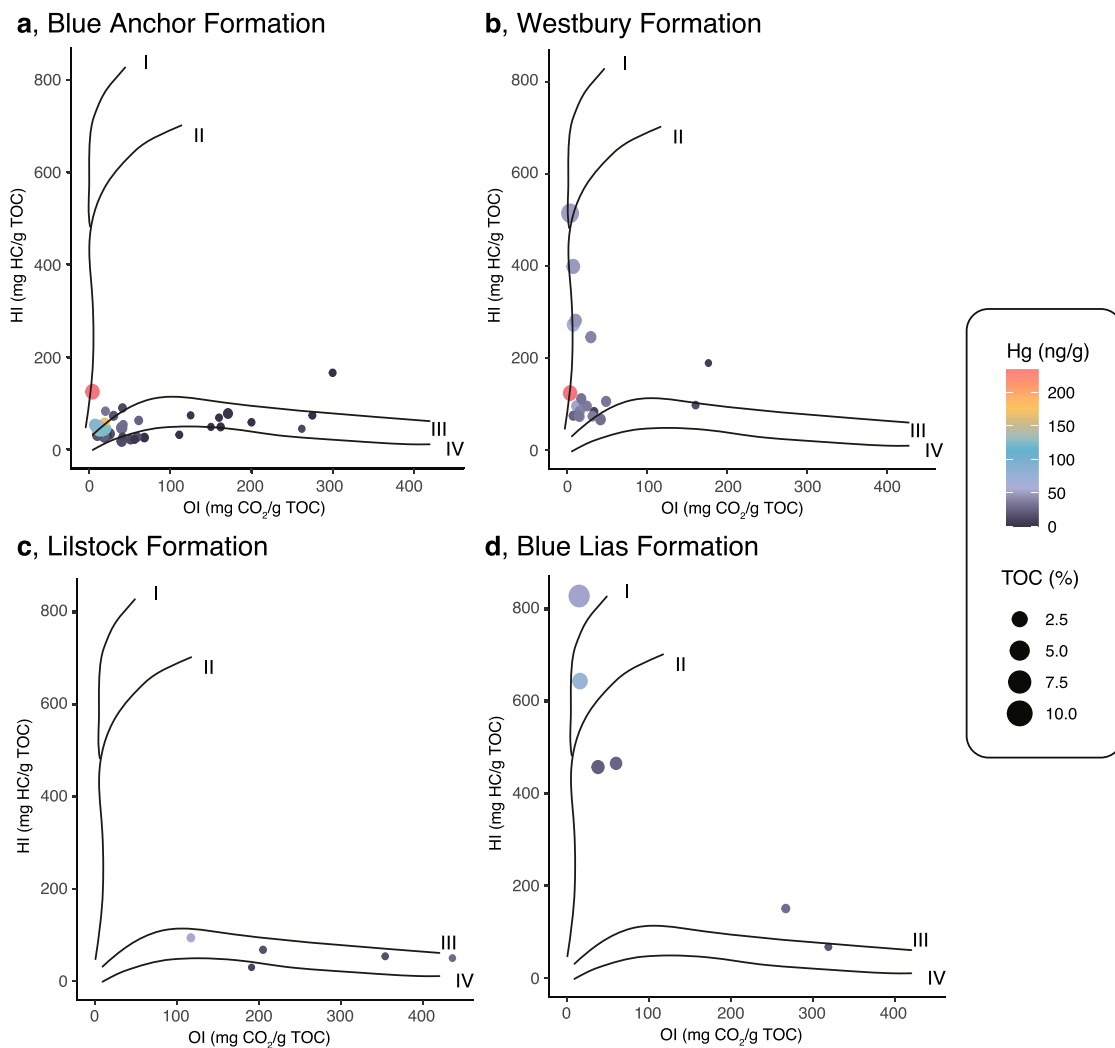 a, Blue Anchor Formation
800
600
400
200
0
0
100
200
300
400
HI (mg HC/g TOC)
OI (mg CO₂/g TOC)
I
II
III
IV
b, Westbury Formation
800
600
400
200
0
0
100
200
300
400
HI (mg HC/g TOC)
OI (mg CO₂/g TOC)
I
II
III
IV
Hg (ng/g)
200
150
100
50
0
TOC (%)
2.5
5.0
7.5
10.0
c, Lilstock Formation
800
600
400
200
0
0
100
200
300
400
HI (mg HC/g TOC)
OI (mg CO₂/g TOC)
I
II
III
IV
d, Blue Lias Formation
800
600
400
200
0
0
100
200
300
400
HI (mg HC/g TOC)
OI (mg CO₂/g TOC)
I
II
III
IV